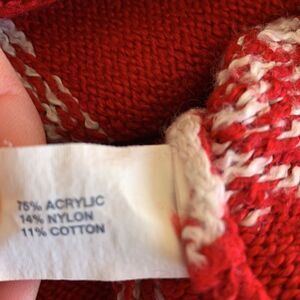 75% ACRYLIC
14% NYLON
11% COTTON